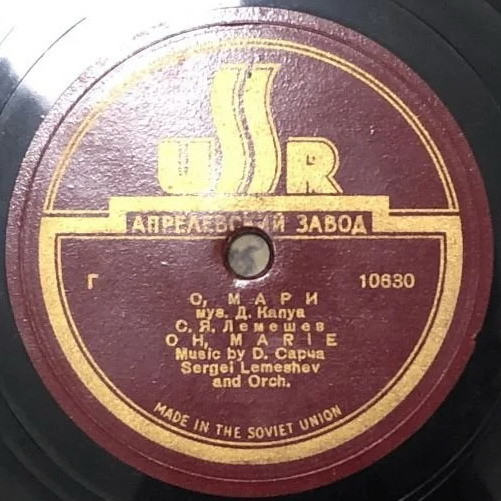 USSR
АПРЕЛЕВСКИЙ ЗАВОД
Г 10630
О, МАРИ
муз. Д. Капуа
С. Я. Лемешев
OH, MARIE
Music by D. Capua
Sergei Lemeshev
and Orch.
MADE IN THE SOVIET UNION